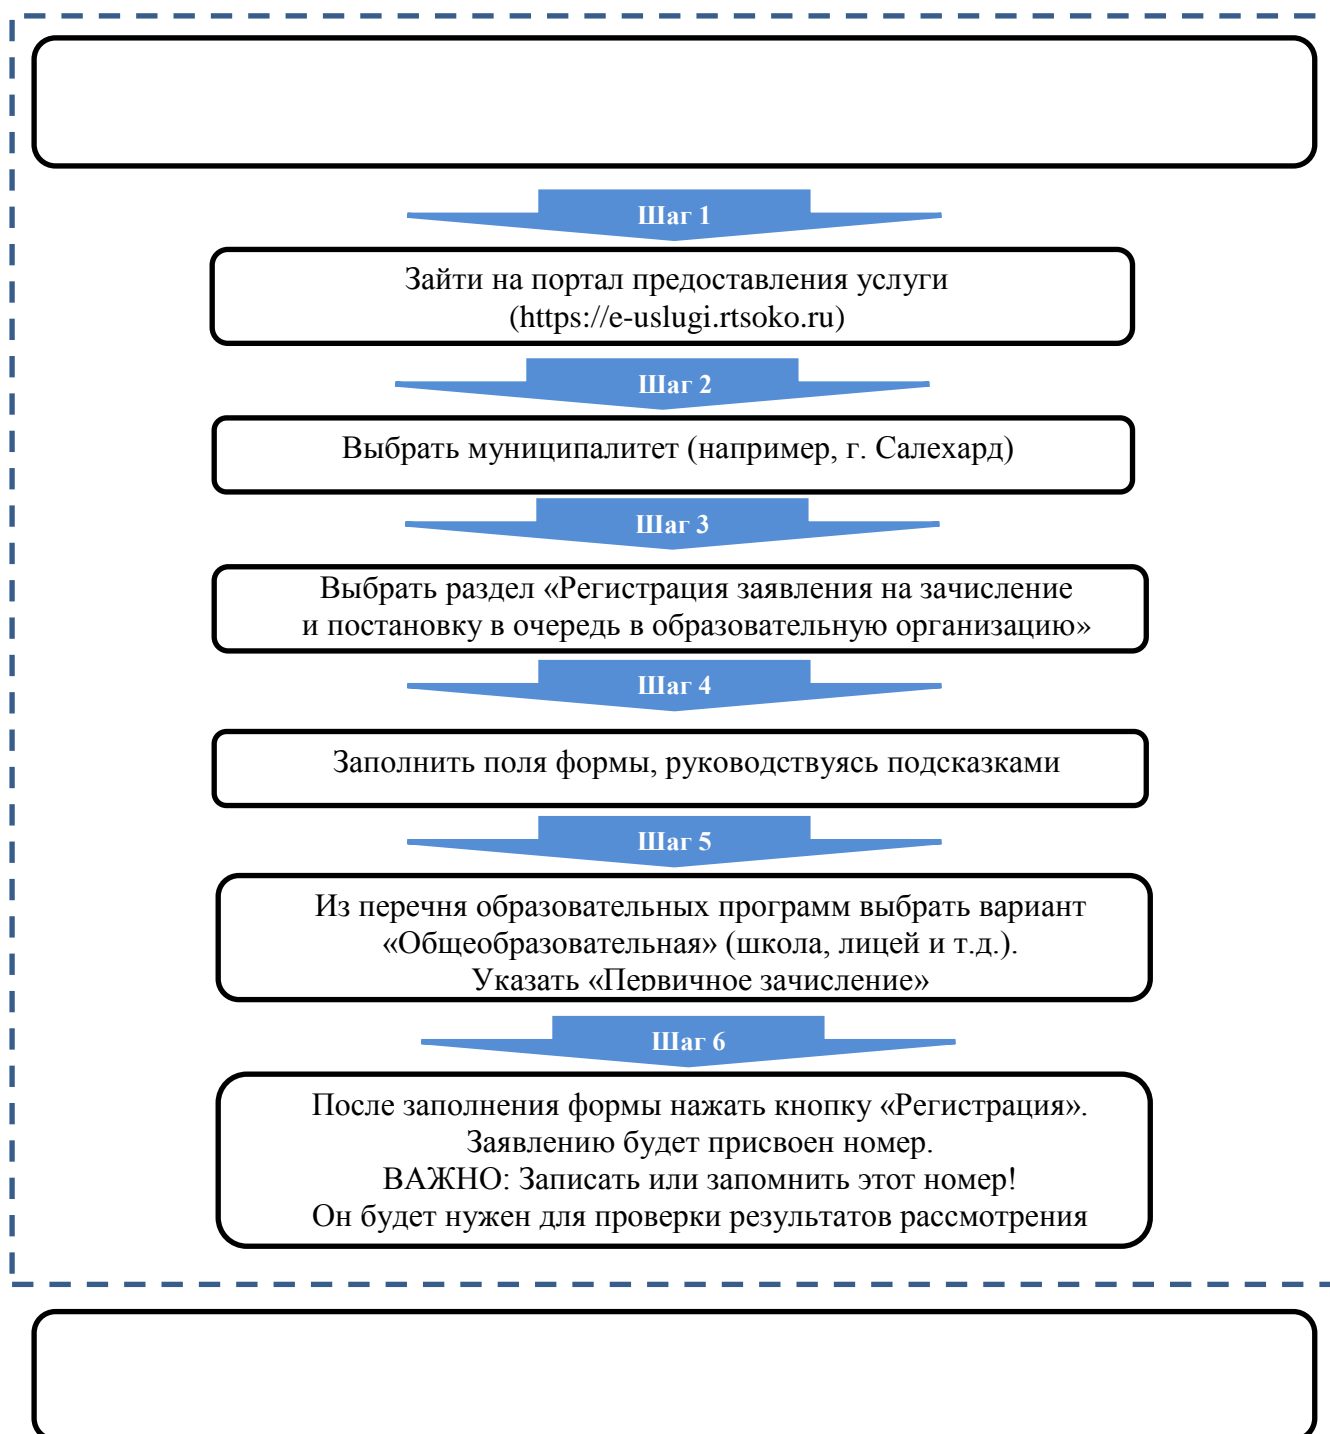 Шаг 1
Зайти на портал предоставления услуги
(https://e-uslugi.rtsoko.ru)
Шаг 2
Выбрать муниципалитет (например, г. Салехард)
Шаг 3
Выбрать раздел «Регистрация заявления на зачисление
и постановку в очередь в образовательную организацию»
Шаг 4
Заполнить поля формы, руководствуясь подсказками
Шаг 5
Из перечня образовательных программ выбрать вариант
«Общеобразовательная» (школа, лицей и т.д.).
Указать «Первичное зачисление»
Шаг 6
После заполнения формы нажать кнопку «Регистрация».
Заявлению будет присвоен номер.
ВАЖНО: Записать или запомнить этот номер!
Он будет нужен для проверки результатов рассмотрения